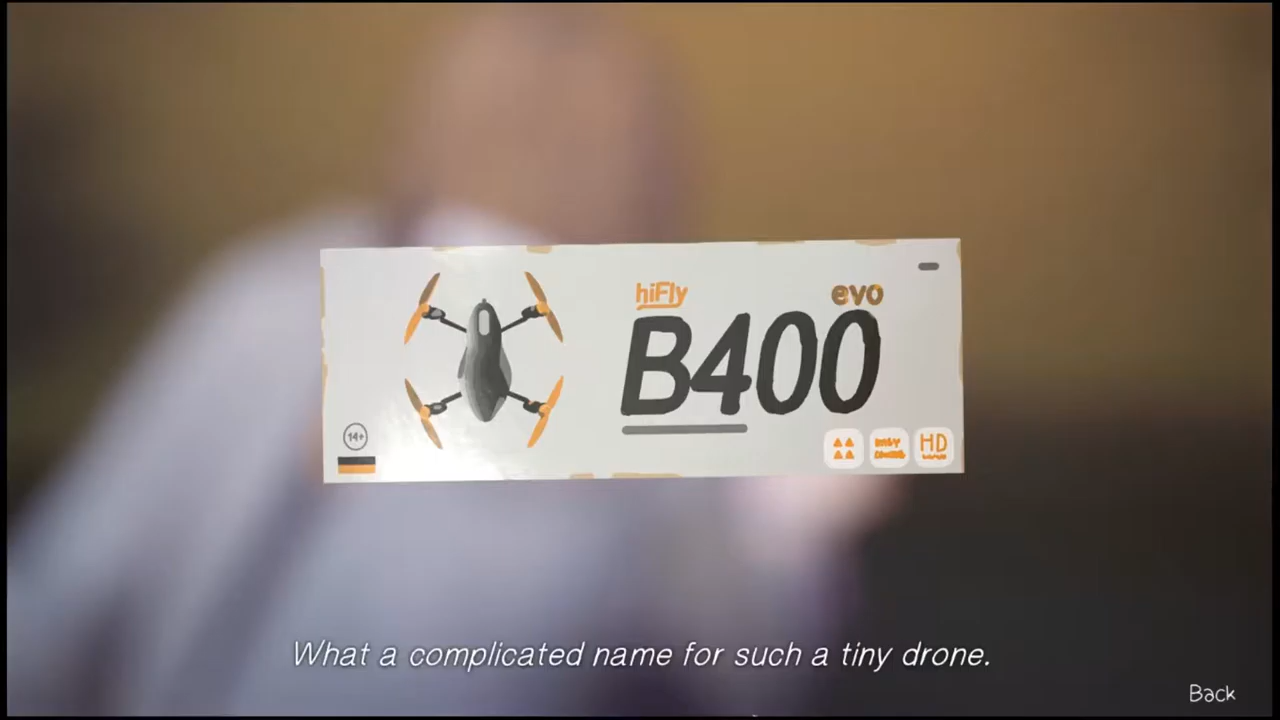 hiFly
evo
B400
14+
HD
What a complicated name for such a tiny drone.
Back